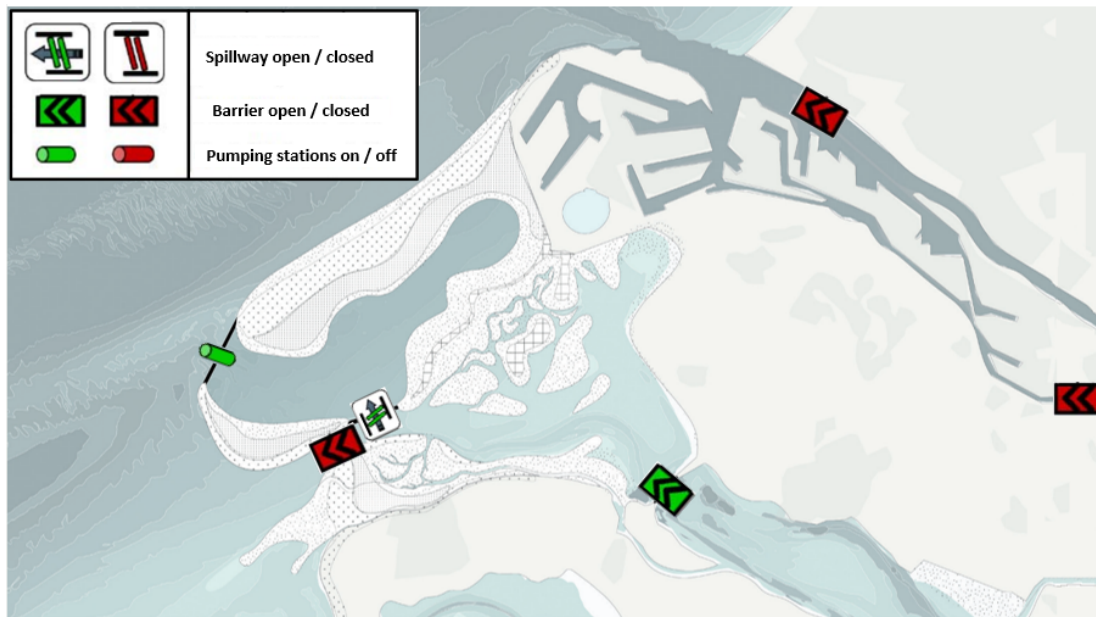 Spillway open / closed
Barrier open / closed
Pumping stations on / off